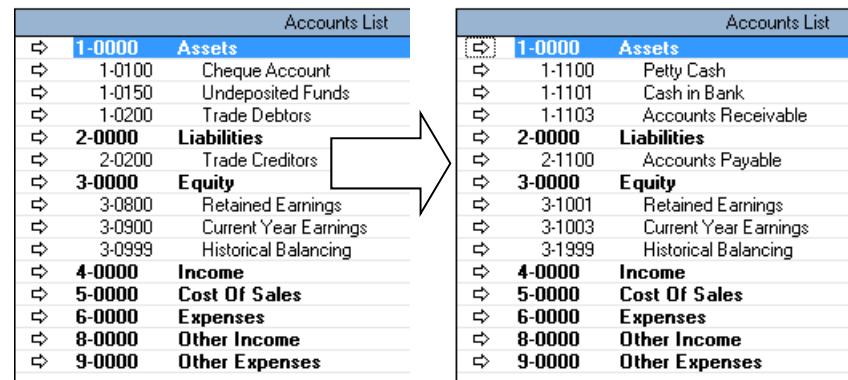 Accounts List
1-0000 Assets
1-0100 Cheque Account
1-0150 Undeposited Funds
1-0200 Trade Debtors
2-0000 Liabilities
2-0200 Trade Creditors
3-0000 Equity
3-0800 Retained Earnings
3-0900 Current Year Earnings
3-0999 Historical Balancing
4-0000 Income
5-0000 Cost Of Sales
6-0000 Expenses
8-0000 Other Income
9-0000 Other Expenses
Accounts List
1-0000 Assets
1-1100 Petty Cash
1-1101 Cash in Bank
1-1103 Accounts Receivable
2-0000 Liabilities
2-1100 Accounts Payable
3-0000 Equity
3-1001 Retained Earnings
3-1003 Current Year Earnings
3-1999 Historical Balancing
4-0000 Income
5-0000 Cost Of Sales
6-0000 Expenses
8-0000 Other Income
9-0000 Other Expenses